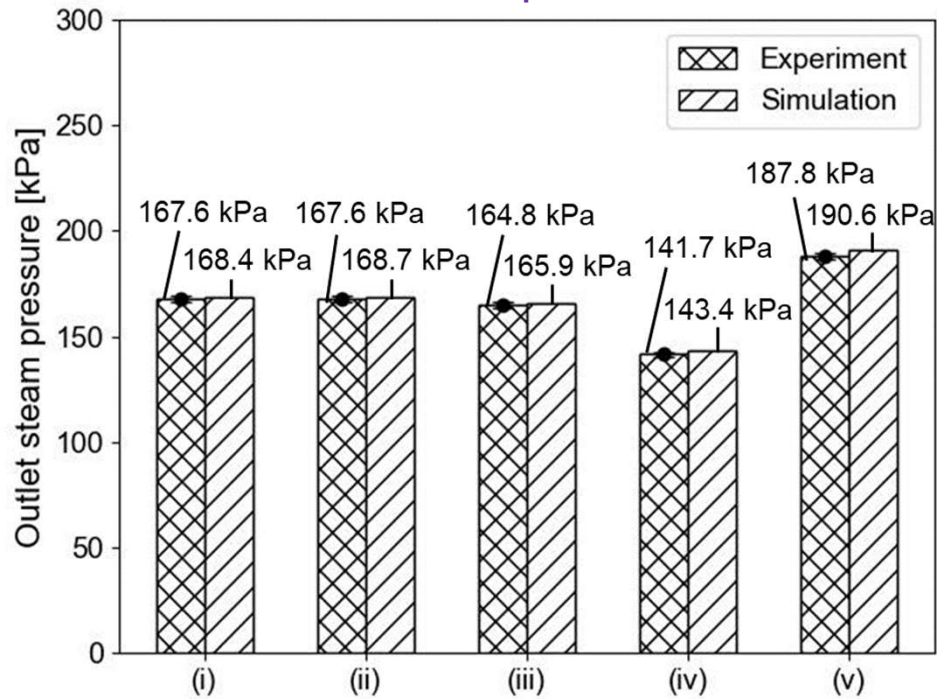 300
250
200
150
100
50
0
Outlet steam pressure [kPa]
Experiment
Simulation
167.6 kPa
168.4 kPa
167.6 kPa
168.7 kPa
164.8 kPa
165.9 kPa
141.7 kPa
143.4 kPa
187.8 kPa
190.6 kPa
(i)
(ii)
(iii)
(iv)
(v)